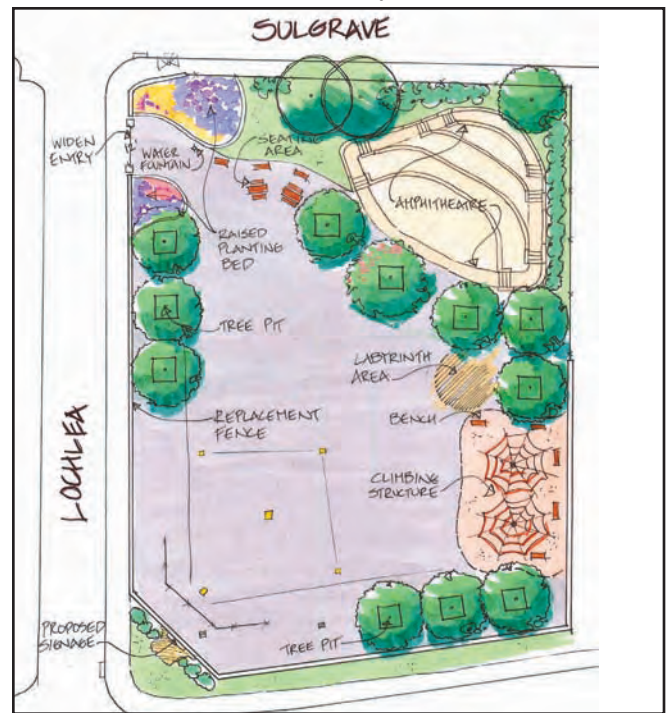 SULGRAVE
WIDEN
ENTRY
WATER
FOUNTAIN
SEATING
AREA
AMPHITHEATRE
RAISED
PLANTING
BED
TREE PIT
LABYRINTH
AREA
REPLACEMENT
FENCE
BENCH
LOCHLEA
CLIMBING
STRUCTURE
PROPOSED
SIGNAGE
TREE PIT